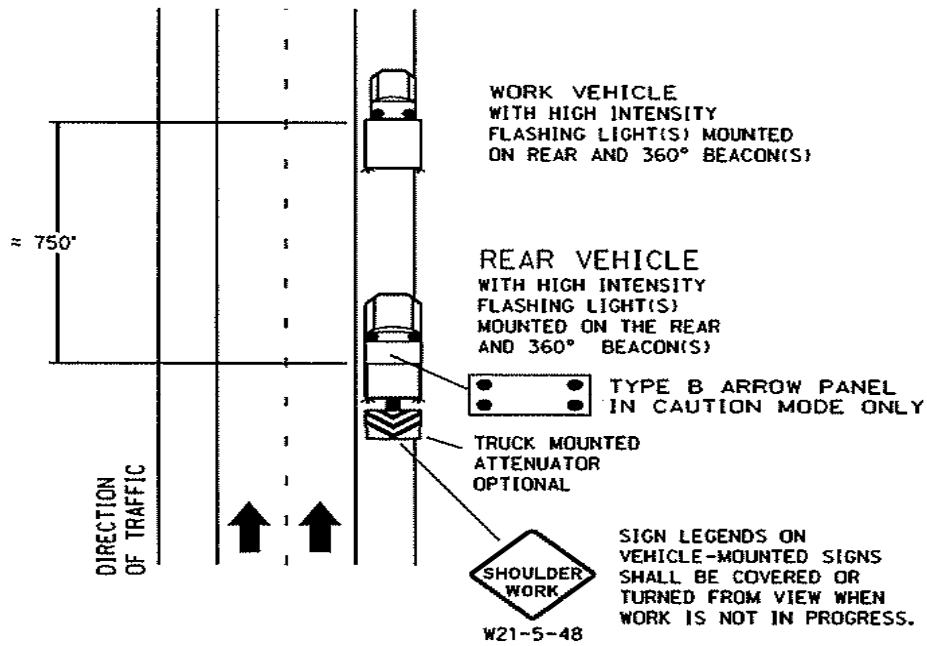 WORK VEHICLE
WITH HIGH INTENSITY
FLASHING LIGHT(S) MOUNTED
ON REAR AND 360° BEACON(S)
≈ 750'
REAR VEHICLE
WITH HIGH INTENSITY
FLASHING LIGHT(S)
MOUNTED ON THE REAR
AND 360° BEACON(S)
TYPE B ARROW PANEL
IN CAUTION MODE ONLY
TRUCK MOUNTED
ATTENUATOR
OPTIONAL
DIRECTION
OF TRAFFIC
SHOULDER
WORK
W21-5-48
SIGN LEGENDS ON
VEHICLE-MOUNTED SIGNS
SHALL BE COVERED OR
TURNED FROM VIEW WHEN
WORK IS NOT IN PROGRESS.